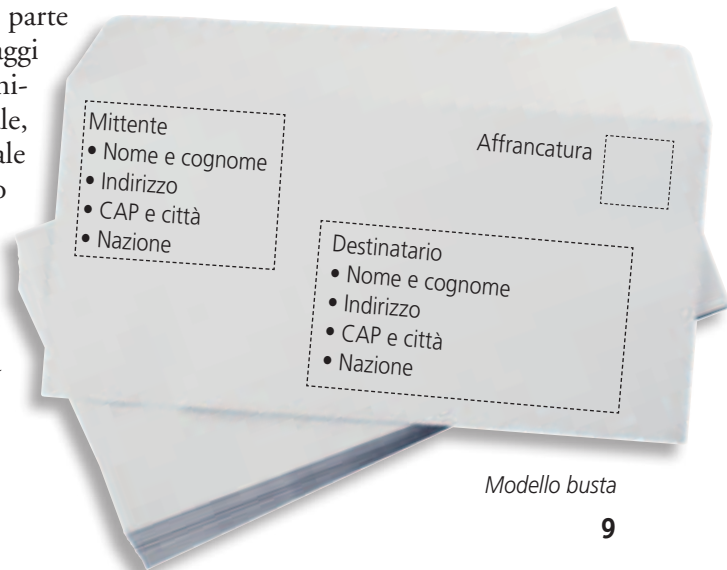 parte
aggi
ni-
le,
ale
o
Mittente
• Nome e cognome
• Indirizzo
• CAP e città
• Nazione
Affrancatura
Destinatario
• Nome e cognome
• Indirizzo
• CAP e città
• Nazione
Modello busta
9